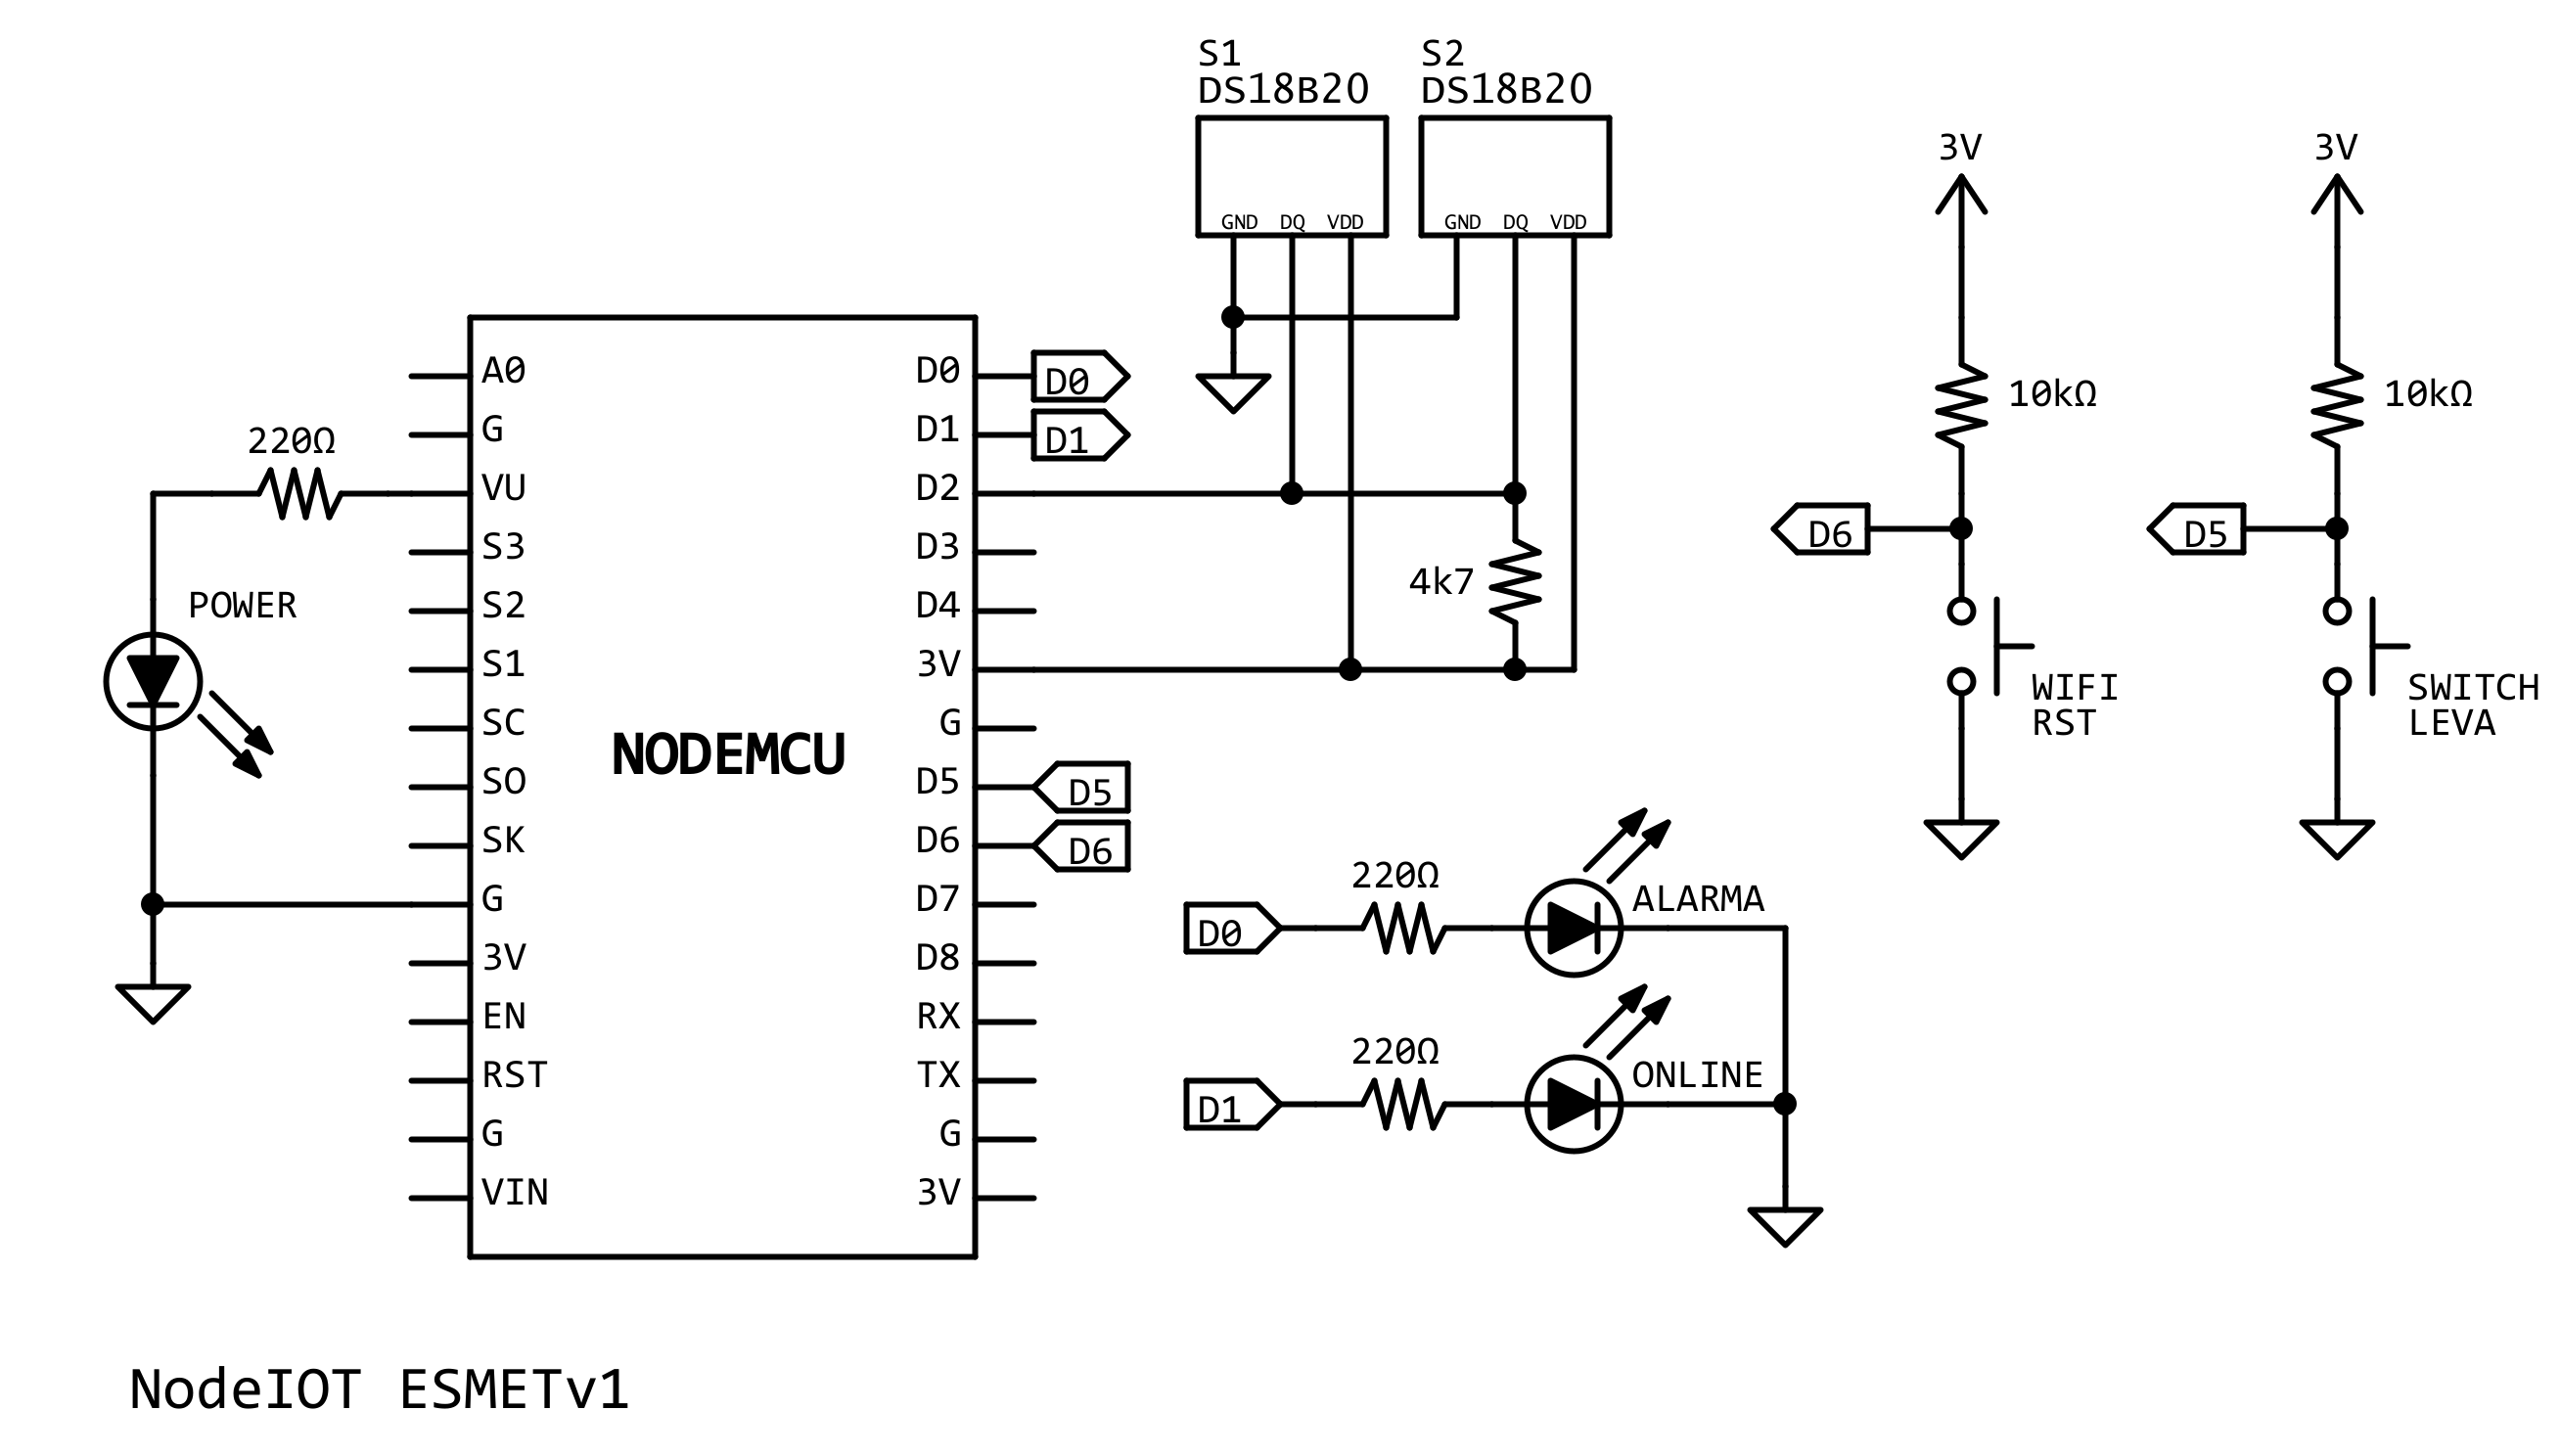 S1
DS18B20
S2
DS18B20
GND DQ VDD
GND DQ VDD
3V
3V
10kΩ
10kΩ
D6
D5
WIFI
RST
SWITCH
LEVA
220Ω
POWER
A0
G
VU
S3
S2
S1
SC
SO
SK
G
3V
EN
RST
G
VIN
NODEMCU
D0
D1
D2
D3
D4
3V
G
D5
D6
D7
D8
RX
TX
G
3V
D0
D1
D5
D6
4k7
D0
220Ω
ALARMA
D1
220Ω
ONLINE
NodeIOT ESMETv1